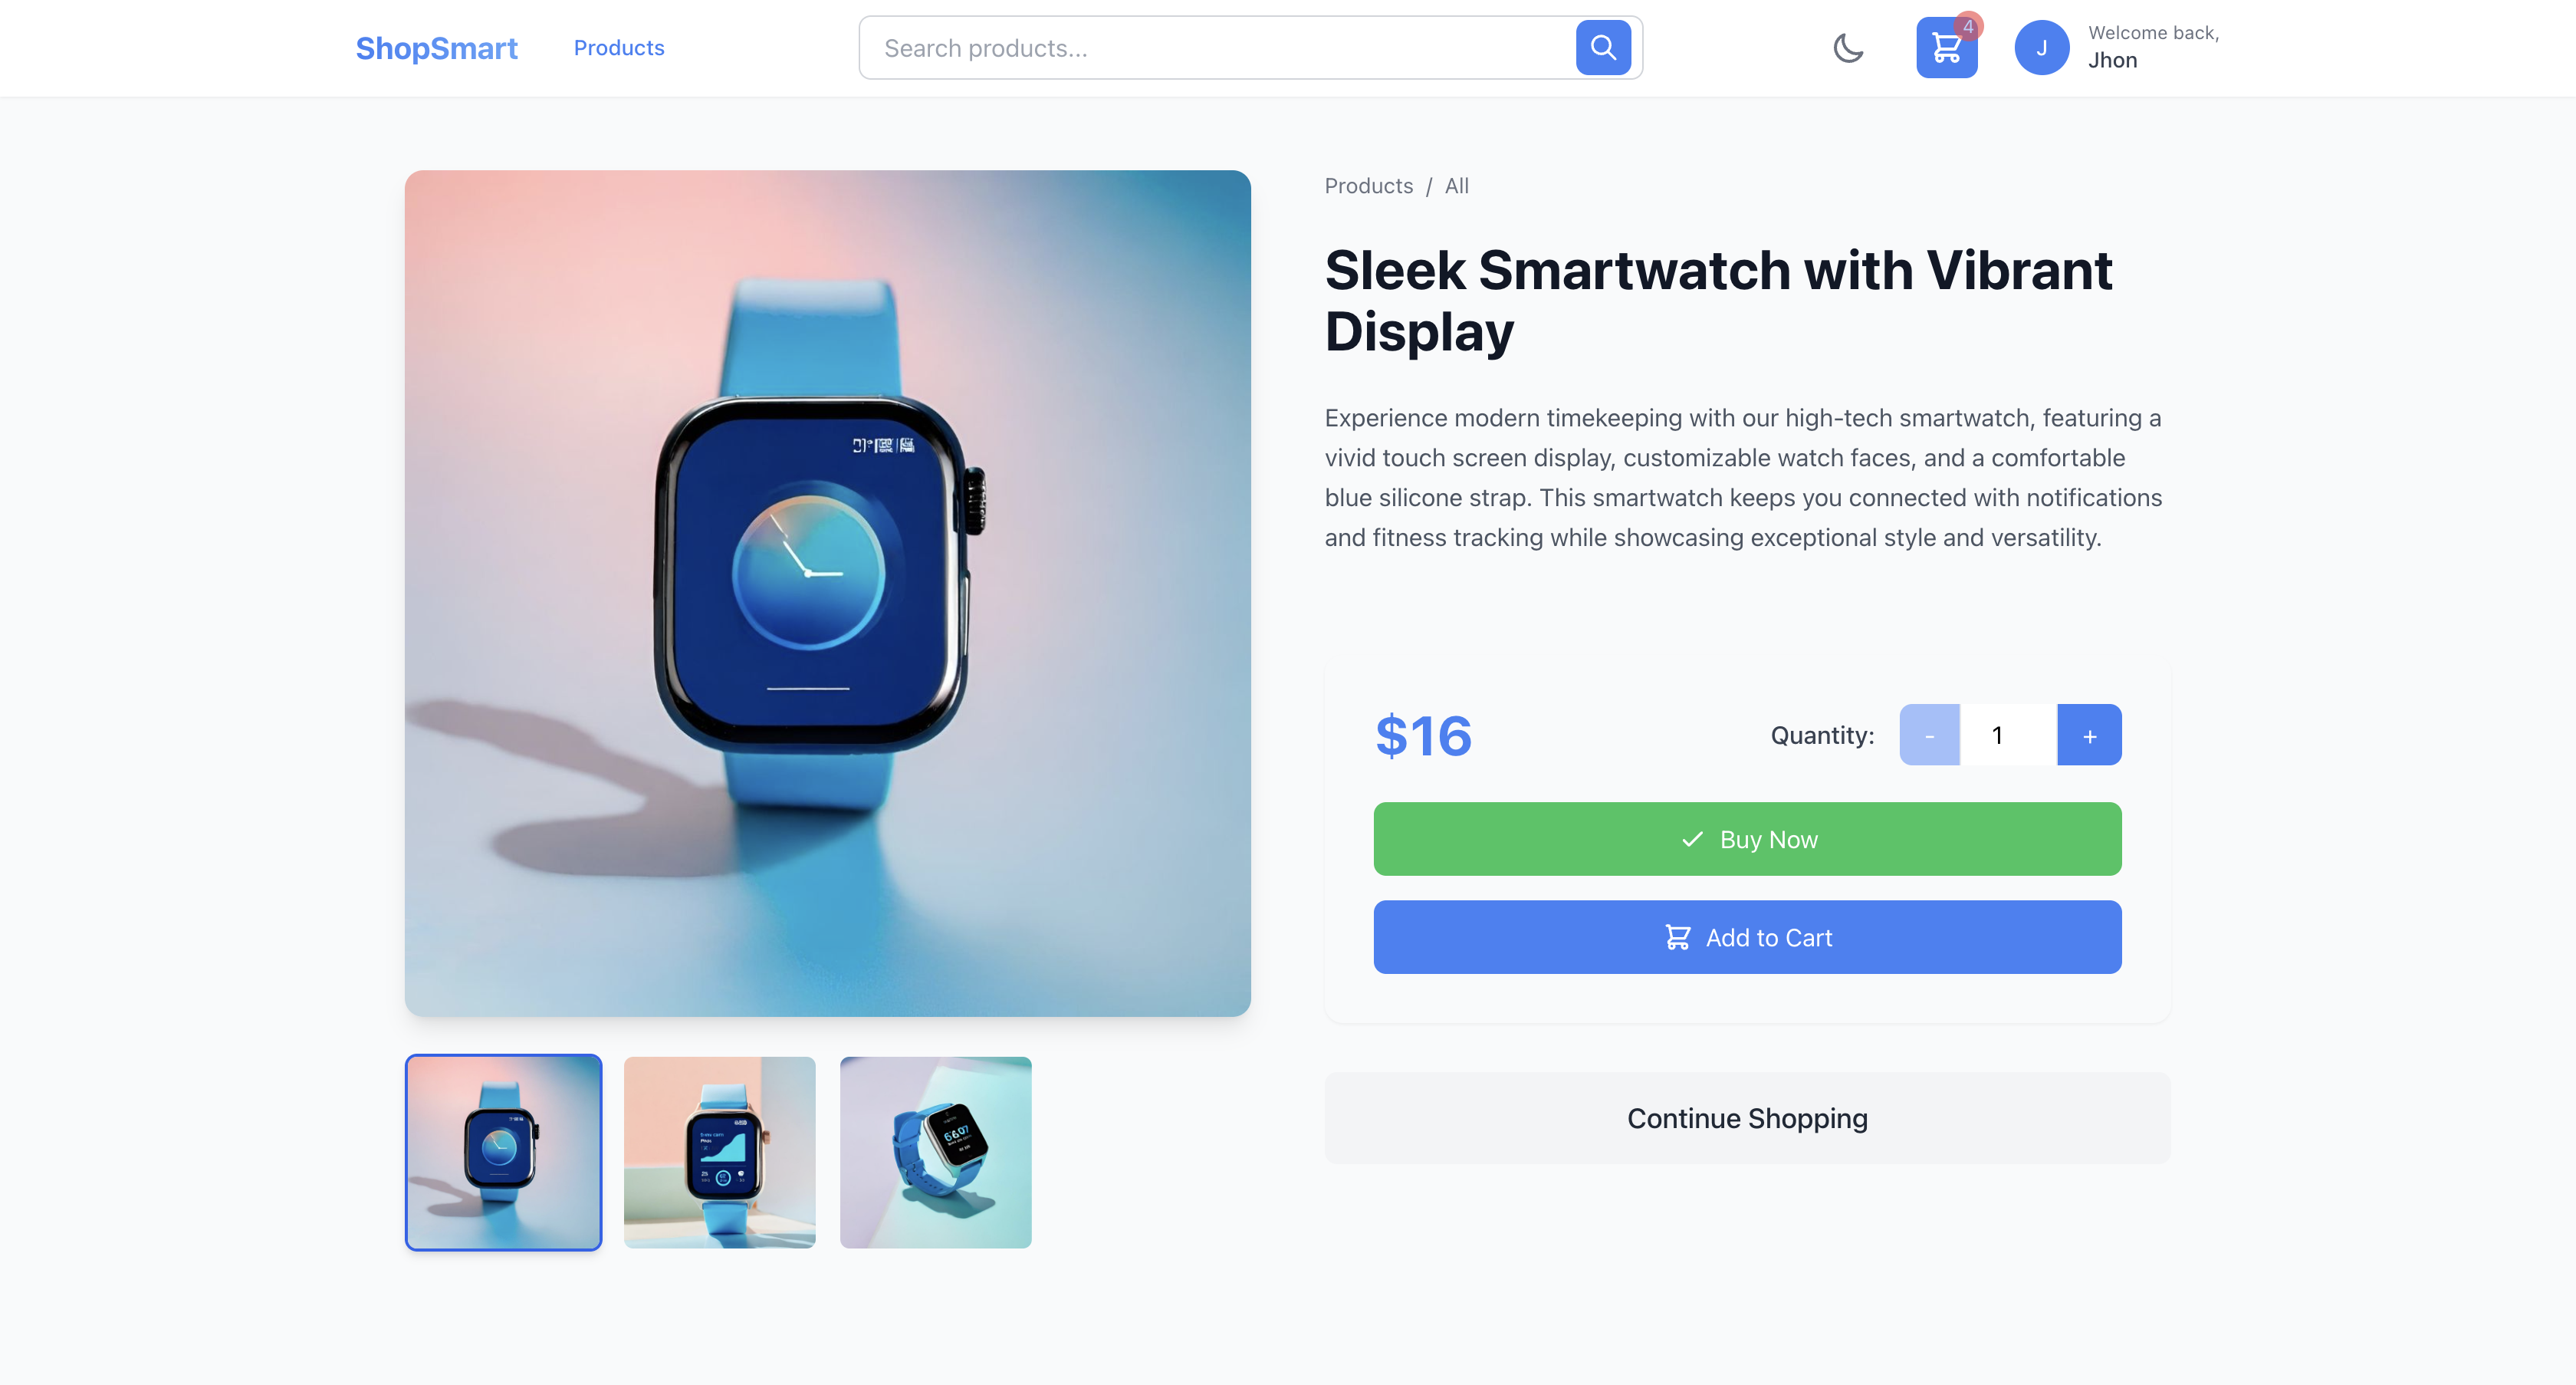 ShopSmart
Products
Search products...
4
J
Welcome back,
Jhon
Products / All
Sleek Smartwatch with Vibrant
Display
Experience modern timekeeping with our high-tech smartwatch, featuring a
vivid touch screen display, customizable watch faces, and a comfortable
blue silicone strap. This smartwatch keeps you connected with notifications
and fitness tracking while showcasing exceptional style and versatility.
$16
Quantity:
-
1
+
Buy Now
Add to Cart
Continue Shopping